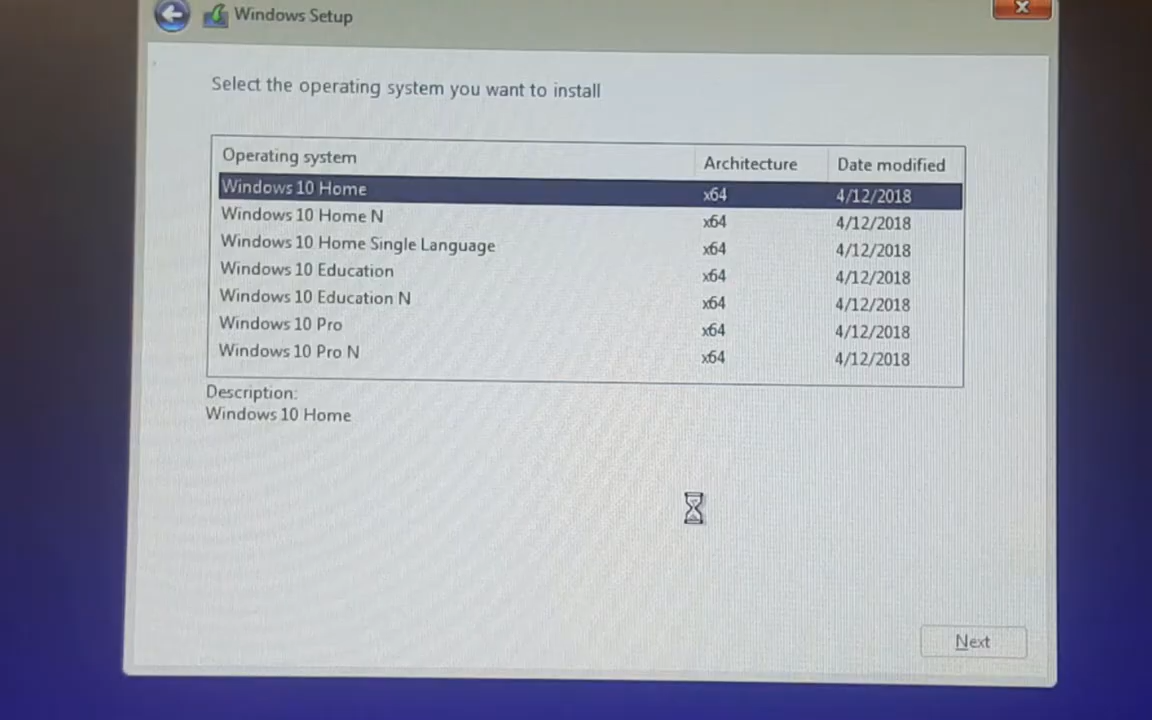 Windows Setup
Select the operating system you want to install
Operating system Architecture Date modified
Windows 10 Home x64 4/12/2018
Windows 10 Home N x64 4/12/2018
Windows 10 Home Single Language x64 4/12/2018
Windows 10 Education x64 4/12/2018
Windows 10 Education N x64 4/12/2018
Windows 10 Pro x64 4/12/2018
Windows 10 Pro N x64 4/12/2018
Description:
Windows 10 Home
Next